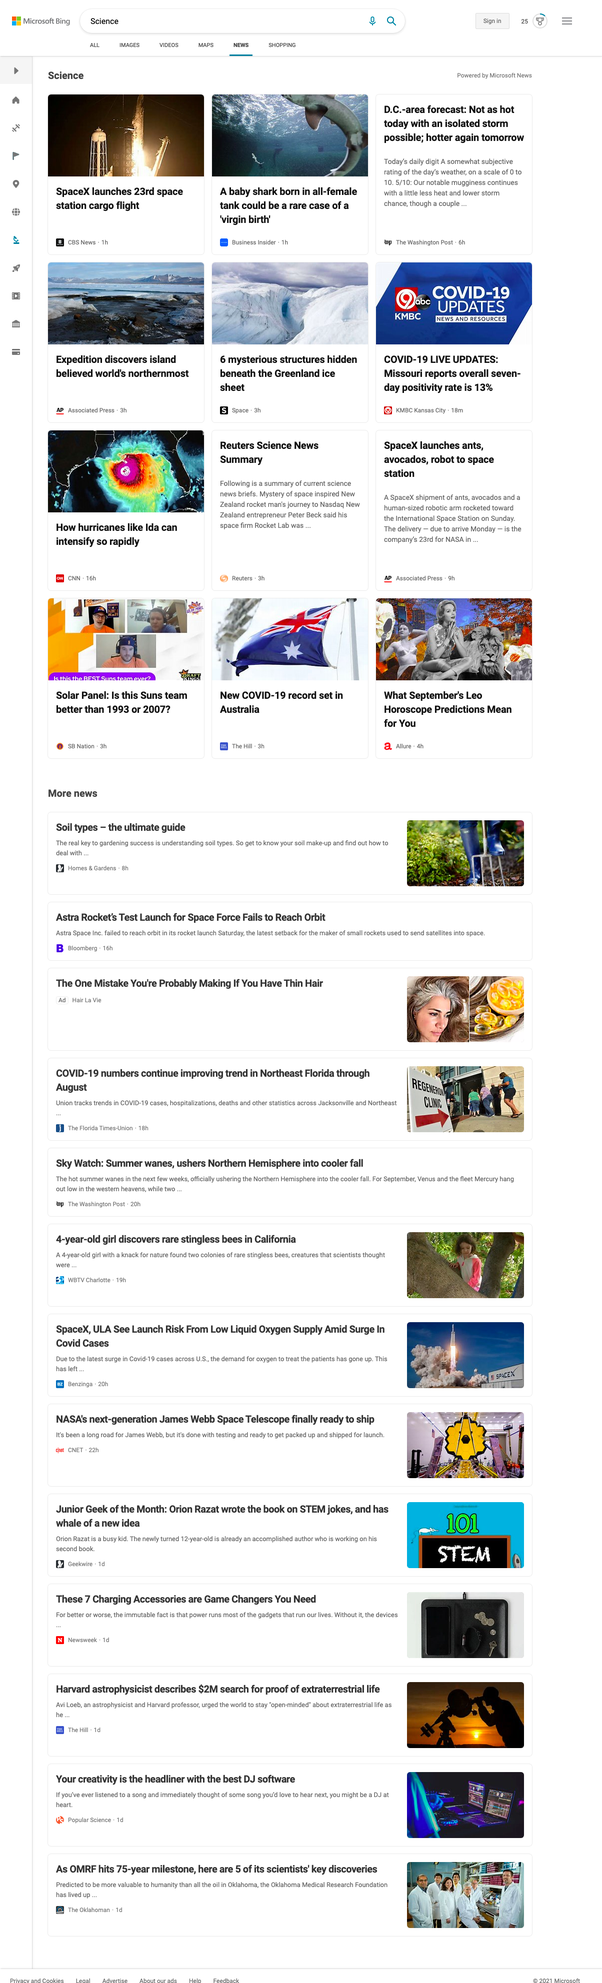 Microsoft Bing
Science
Sign in
25
ALL
IMAGES
VIDEOS
MAPS
NEWS
SHOPPING
Science
Powered by Microsoft News
SpaceX launches 23rd space
station cargo flight
CBS News · 1h
A baby shark born in all-female
tank could be a rare case of a
'virgin birth'
Business Insider · 1h
D.C.-area forecast: Not as hot
today with an isolated storm
possible; hotter again tomorrow
Today's daily digit A somewhat subjective
rating of the day's weather, on a scale of 0 to
10. 5/10: Our notable mugginess continues
with a little less heat and lower storm
chance, though a couple ...
The Washington Post · 6h
Expedition discovers island
believed world's northernmost
AP
Associated Press · 3h
6 mysterious structures hidden
beneath the Greenland ice
sheet
Space · 3h
9 abc
KMBC
COVID-19
UPDATES
NEWS AND RESOURCES
COVID-19 LIVE UPDATES:
Missouri reports overall seven-
day positivity rate is 13%
KMBC Kansas City · 18m
How hurricanes like Ida can
intensify so rapidly
CNN · 16h
Reuters Science News
Summary
Following is a summary of current science
news briefs. Mystery of space inspired New
Zealand rocket man's journey to Nasdaq New
Zealand entrepreneur Peter Beck said his
space firm Rocket Lab was ...
Reuters · 3h
SpaceX launches ants,
avocados, robot to space
station
A SpaceX shipment of ants, avocados and a
human-sized robotic arm rocketed toward
the International Space Station on Sunday.
The delivery — due to arrive Monday — is the
company's 23rd for NASA in ...
AP
Associated Press · 9h
Is this the BEST Suns team ever?
Solar Panel: Is this Suns team
better than 1993 or 2007?
SB Nation · 3h
New COVID-19 record set in
Australia
The Hill · 3h
What September's Leo
Horoscope Predictions Mean
for You
a
Allure · 4h
More news
Soil types – the ultimate guide
The real key to gardening success is understanding soil types. So get to know your soil make-up and find out how to
deal with ...
Homes & Gardens · 8h
Astra Rocket's Test Launch for Space Force Fails to Reach Orbit
Astra Space Inc. failed to reach orbit in its rocket launch Saturday, the latest setback for the maker of small rockets used to send satellites into space.
B
Bloomberg · 16h
The One Mistake You're Probably Making If You Have Thin Hair
Ad
Hair La Vie
COVID-19 numbers continue improving trend in Northeast Florida through
August
Union tracks trends in COVID-19 cases, hospitalizations, deaths and other statistics across Jacksonville and Northeast
...
The Florida Times-Union · 18h
REGENERON
CLINIC
Sky Watch: Summer wanes, ushers Northern Hemisphere into cooler fall
The hot summer wanes in the next few weeks, officially ushering the Northern Hemisphere into the cooler fall. For September, Venus and the fleet Mercury hang
out low in the western heavens, while two ...
The Washington Post · 20h
4-year-old girl discovers rare stingless bees in California
A 4-year-old girl with a knack for nature found two colonies of rare stingless bees, creatures that scientists thought
were ...
WBTV Charlotte · 19h
SpaceX, ULA See Launch Risk From Low Liquid Oxygen Supply Amid Surge In
Covid Cases
Due to the latest surge in Covid-19 cases across U.S., the demand for oxygen to treat the patients has gone up. This
has left ...
Benzinga · 20h
SPACEX
NASA's next-generation James Webb Space Telescope finally ready to ship
It's been a long road for James Webb, but it's done with testing and ready to get packed up and shipped for launch.
CNET · 22h
Junior Geek of the Month: Orion Razat wrote the book on STEM jokes, and has
whale of a new idea
Orion Razat is a busy kid. The newly turned 12-year-old is already an accomplished author who is working on his
second book.
Geekwire · 1d
101
STEM
These 7 Charging Accessories are Game Changers You Need
For better or worse, the immutable fact is that power runs most of the gadgets that run our lives. Without it, the devices
...
N
Newsweek · 1d
Harvard astrophysicist describes $2M search for proof of extraterrestrial life
Avi Loeb, an astrophysicist and Harvard professor, urged the world to stay "open-minded" about extraterrestrial life as
he ...
The Hill · 1d
Your creativity is the headliner with the best DJ software
If you've ever listened to a song and immediately thought of some song you'd love to hear next, you might be a DJ at
heart.
Popular Science · 1d
As OMRF hits 75-year milestone, here are 5 of its scientists' key discoveries
Predicted to be more valuable to humanity than all the oil in Oklahoma, the Oklahoma Medical Research Foundation
has lived up ...
The Oklahoman · 1d
Privacy and Cookies
Legal
Advertise
About our ads
Help
Feedback
© 2021 Microsoft